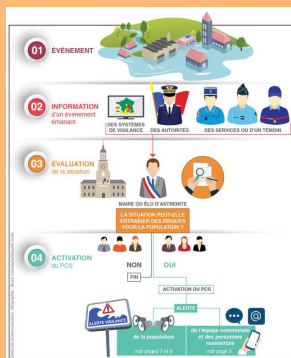 01 ÉVÉNEMENT
02 INFORMATION
d'un évenement
émanant
DES SYSTÈMES
DE VIGILANCE
DES AUTORITÉS
DES SERVICES OU D'UN TEMOIN
03 ÉVALUATION
de la situation
MAIRE OU ÉLU D'ASTREINTE
LA SITUATION PEUT-ELLE
ENTRAÎNER DES RISQUES
POUR LA POPULATION ?
04 ACTIVATION
du PCS
NON OUI
FIN
ACTIVATION DU PCS
ALERTE
ALERTE VIGILANCE
de la population
voir pages 7 et 8
de l'équipe communale
et des personnes
ressources
voir page 5